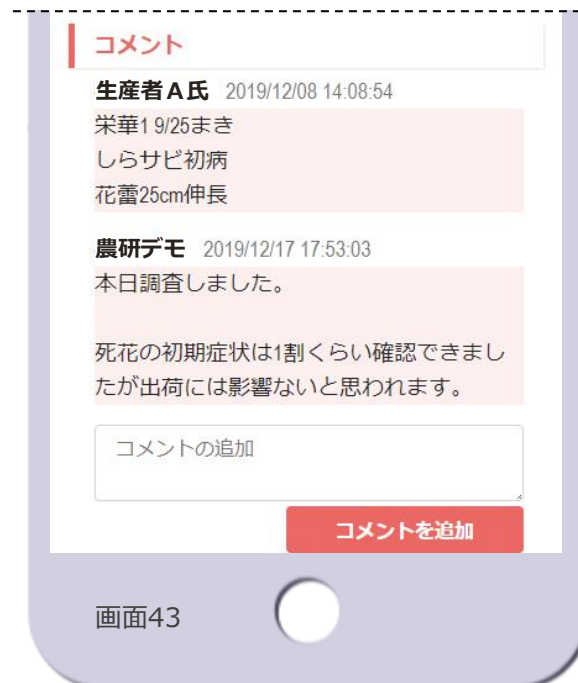 コメント
生産者A氏 2019/12/08 14:08:54
栄華1 9/25まき
しらサビ初病
花蕾25cm伸長
農研デモ 2019/12/17 17:53:03
本日調査しました。
死花の初期症状は1割くらい確認できまし
たが出荷には影響ないと思われます。
コメントの追加
コメントを追加
画面43